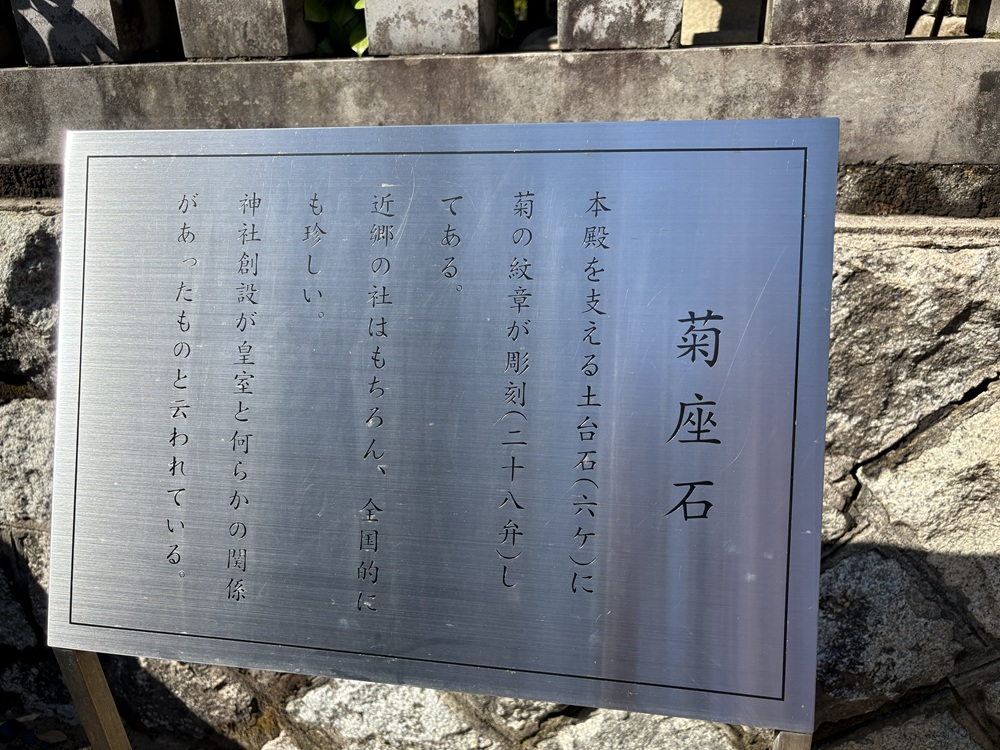 菊座石
本殿を支える土台石(六ケ)に
菊の紋章が彫刻(二十八弁)し
てある。
近郷の社はもちろん、全国的に
も珍しい。
神社創設が皇室と何らかの関係
があったものと云われている。